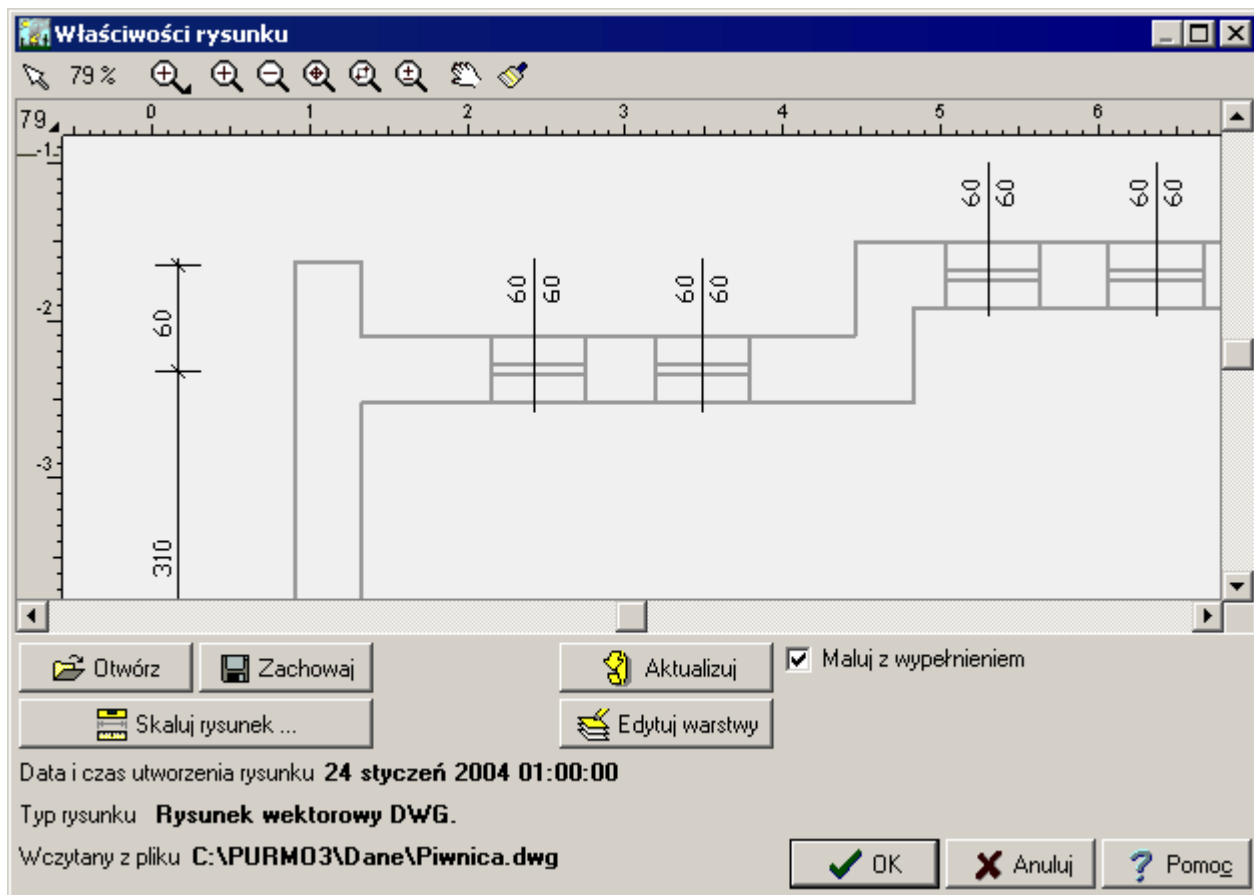 Właściwości rysunku
79 %
79 0 1 2 3 4 5 6
-1.5
-2
-3
60 60 60 60
60 60 60 60
60
310
Otwórz Zachowaj Aktualizuj Maluj z wypełnieniem
Skaluj rysunek ... Edytuj warstwy
Data i czas utworzenia rysunku 24 styczeń 2004 01:00:00
Typ rysunku Rysunek wektorowy DWG.
Wczytany z pliku C:\PURMO3\Dane\Piwnica.dwg
OK Anuluj Pomoc